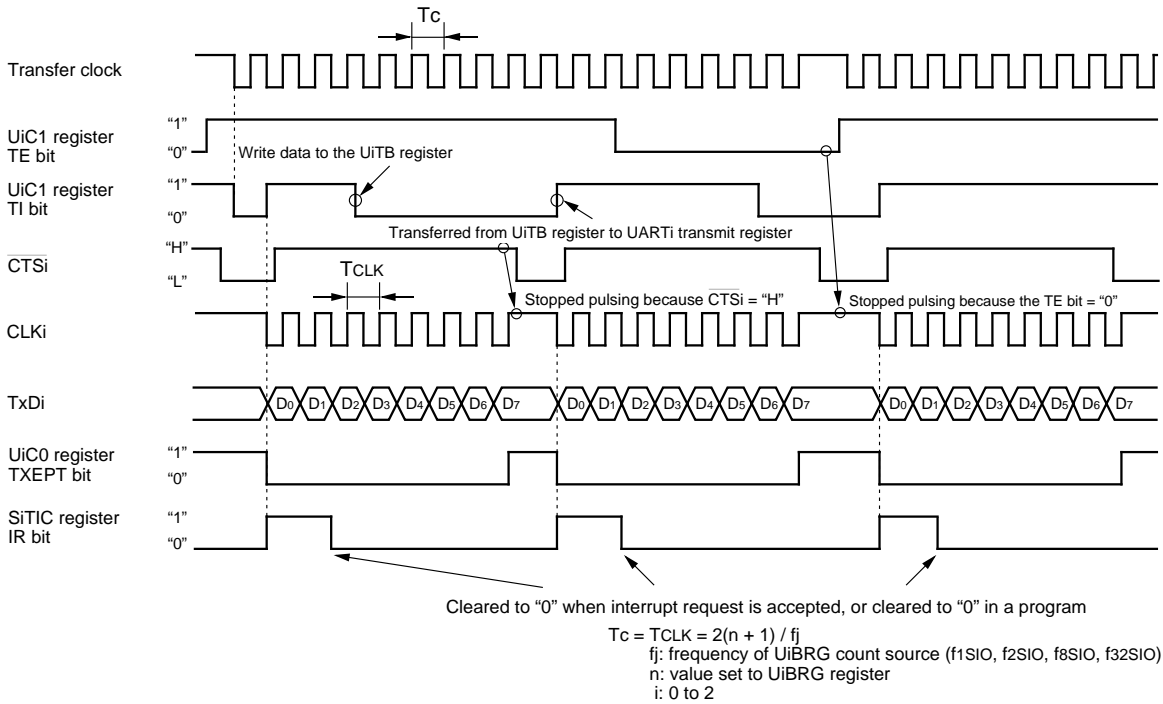 Tc
Transfer clock
UiC1 register
TE bit
“1”
“0”
Write data to the UiTB register
UiC1 register
TI bit
“1”
“0”
Transferred from UiTB register to UARTi transmit register
CTSi
“H”
“L”
TCLK
Stopped pulsing because CTSi = “H”
Stopped pulsing because the TE bit = “0”
CLKi
TxDi
D0 D1 D2 D3 D4 D5 D6 D7 D0 D1 D2 D3 D4 D5 D6 D7 D0 D1 D2 D3 D4 D5 D6 D7
UiC0 register
TXEPT bit
“1”
“0”
SiTIC register
IR bit
“1”
“0”
Cleared to “0” when interrupt request is accepted, or cleared to “0” in a program
Tc = TCLK = 2(n + 1) / fj
fj: frequency of UiBRG count source (f1SIO, f2SIO, f8SIO, f32SIO)
n: value set to UiBRG register
i: 0 to 2